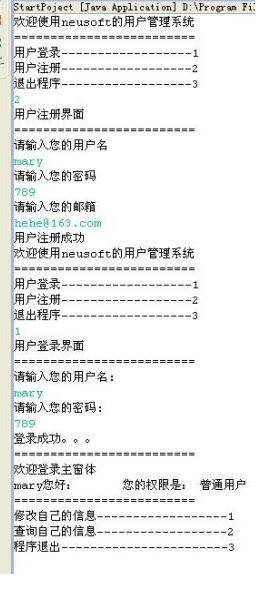 StartPoject [Java Application] D:\Program Fil
欢迎使用neusoft的用户管理系统
=========================
用户登录------------------1
用户注册------------------2
退出程序------------------3
2
用户注册界面
=========================
请输入您的用户名
mary
请输入您的密码
789
请输入您的邮箱
hehe@163.com
用户注册成功
欢迎使用neusoft的用户管理系统
=========================
用户登录------------------1
用户注册------------------2
退出程序------------------3
1
用户登录界面
=========================
请输入您的用户名:
mary
请输入您的密码:
789
登录成功。。。
=========================
欢迎登录主窗体
mary您好: 您的权限是: 普通用户
=========================
修改自己的信息------------------1
查询自己的信息------------------2
程序退出-----------------------3